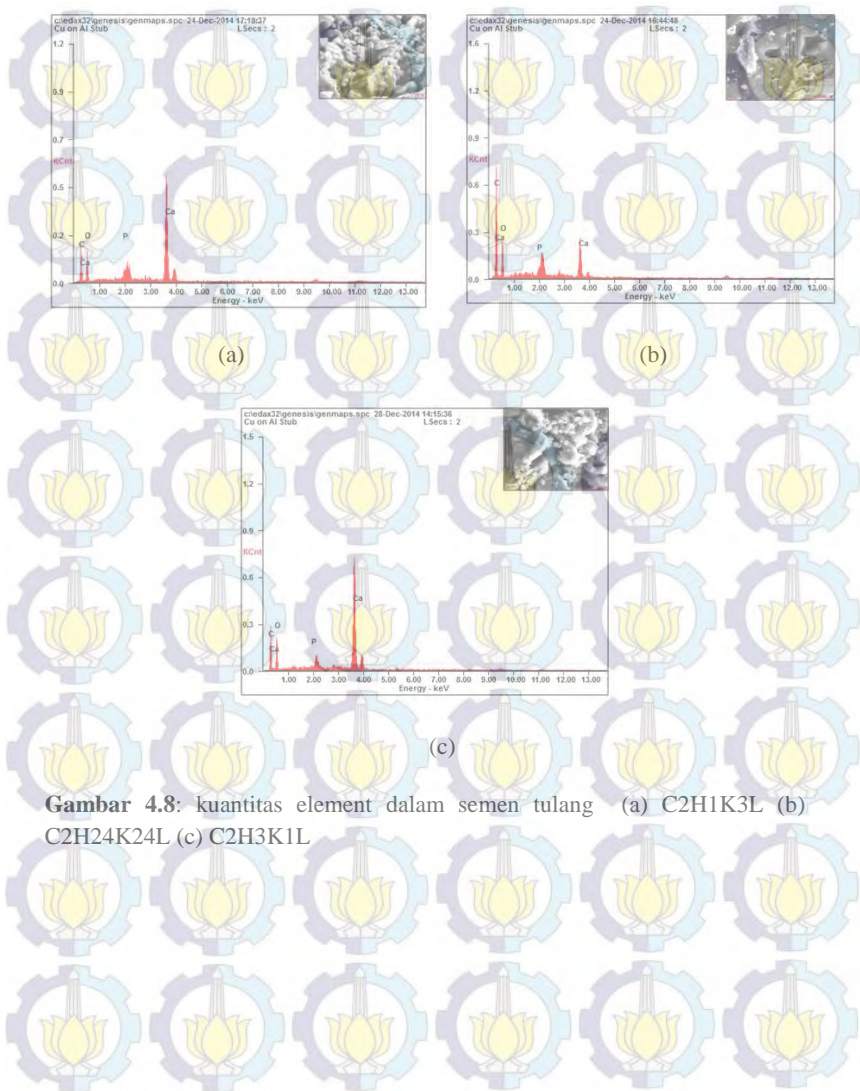 c:\edax32\genesis\genmaps.spc 24-Dec-2014 17:18:37
Cu on Al Stub LSecs : 2
1.2
0.9
0.7
KCnt
0.5
0.2
0.0
C
O
Ca
P
Ca
1.00 2.00 3.00 4.00 5.00 6.00 7.00 8.00 9.00 10.00 11.00 12.00 13.00
Energy - keV
(a)
c:\edax32\genesis\genmaps.spc 24-Dec-2014 16:44:48
Cu on Al Stub LSecs : 2
1.6
1.2
0.9
KCnt
0.6
0.3
0.0
C
Ca
O
P
Ca
1.00 2.00 3.00 4.00 5.00 6.00 7.00 8.00 9.00 10.00 11.00 12.00 13.00
Energy - keV
(b)
c:\edax32\genesis\genmaps.spc 28-Dec-2014 14:15:36
Cu on Al Stub LSecs : 2
1.5
1.2
0.9
KCnt
0.6
0.3
0.0
C
O
Ca
P
Ca
1.00 2.00 3.00 4.00 5.00 6.00 7.00 8.00 9.00 10.00 11.00 12.00 13.00
Energy - keV
(c)
Gambar 4.8: kuantitas element dalam semen tulang (a) C2H1K3L (b)
C2H24K24L (c) C2H3K1L